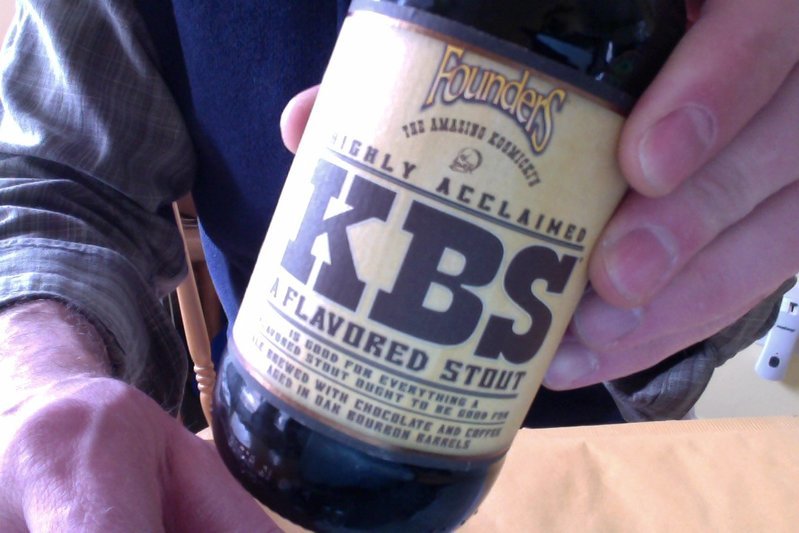 Founders
THE AMAZING KOSMICKI'S
HIGHLY ACCLAIMED
KBS
A FLAVORED STOUT
IS GOOD FOR EVERYTHING A
FLAVORED STOUT OUGHT TO BE GOOD FOR
ALE BREWED WITH CHOCOLATE AND COFFEE
AGED IN OAK BOURBON BARRELS